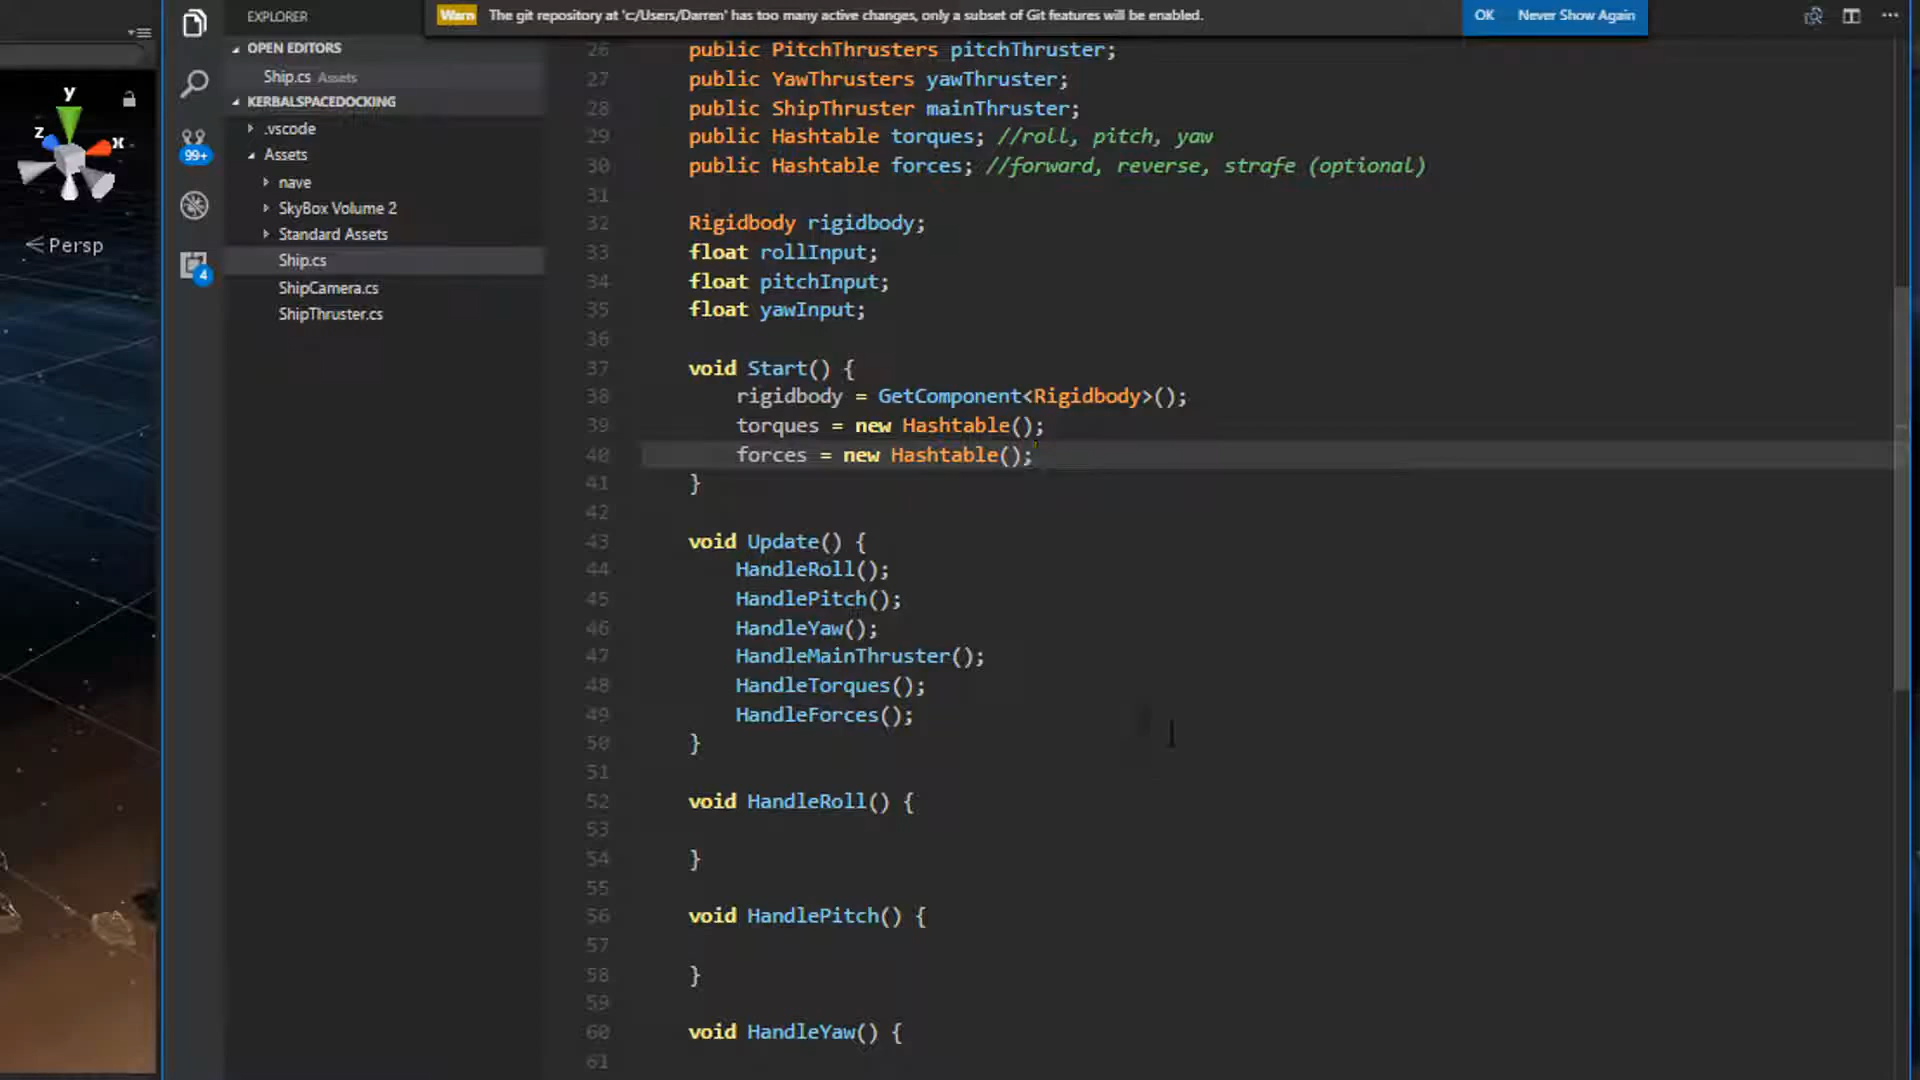 y
z
x
Persp
EXPLORER
OPEN EDITORS
Ship.cs Assets
KERBALSPACEDOCKING
.vscode
Assets
nave
SkyBox Volume 2
Standard Assets
Ship.cs
ShipCamera.cs
ShipThruster.cs
99+
4
Warn The git repository at 'c:/Users/Darren' has too many active changes, only a subset of Git features will be enabled. OK Never Show Again
26 public PitchThrusters pitchThruster;
27 public YawThrusters yawThruster;
28 public ShipThruster mainThruster;
29 public Hashtable torques; //roll, pitch, yaw
30 public Hashtable forces; //forward, reverse, strafe (optional)
31
32 Rigidbody rigidbody;
33 float rollInput;
34 float pitchInput;
35 float yawInput;
36
37 void Start() {
38 rigidbody = GetComponent<Rigidbody>();
39 torques = new Hashtable();
40 forces = new Hashtable();
41 }
42
43 void Update() {
44 HandleRoll();
45 HandlePitch();
46 HandleYaw();
47 HandleMainThruster();
48 HandleTorques();
49 HandleForces();
50 }
51
52 void HandleRoll() {
53
54 }
55
56 void HandlePitch() {
57
58 }
59
60 void HandleYaw() {
61